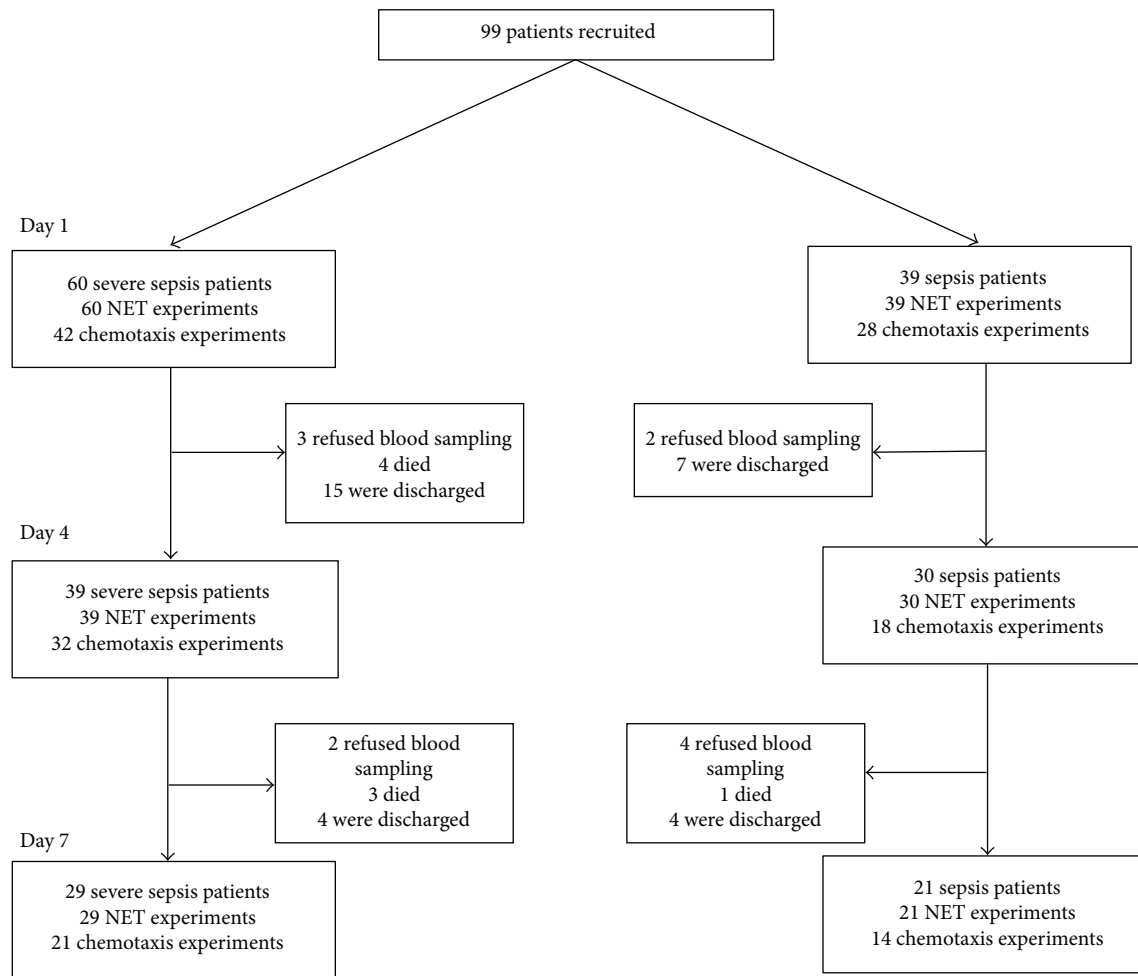 99 patients recruited
Day 1
60 severe sepsis patients
60 NET experiments
42 chemotaxis experiments
39 sepsis patients
39 NET experiments
28 chemotaxis experiments
3 refused blood sampling
4 died
15 were discharged
2 refused blood sampling
7 were discharged
Day 4
39 severe sepsis patients
39 NET experiments
32 chemotaxis experiments
30 sepsis patients
30 NET experiments
18 chemotaxis experiments
2 refused blood
sampling
3 died
4 were discharged
4 refused blood
sampling
1 died
4 were discharged
Day 7
29 severe sepsis patients
29 NET experiments
21 chemotaxis experiments
21 sepsis patients
21 NET experiments
14 chemotaxis experiments